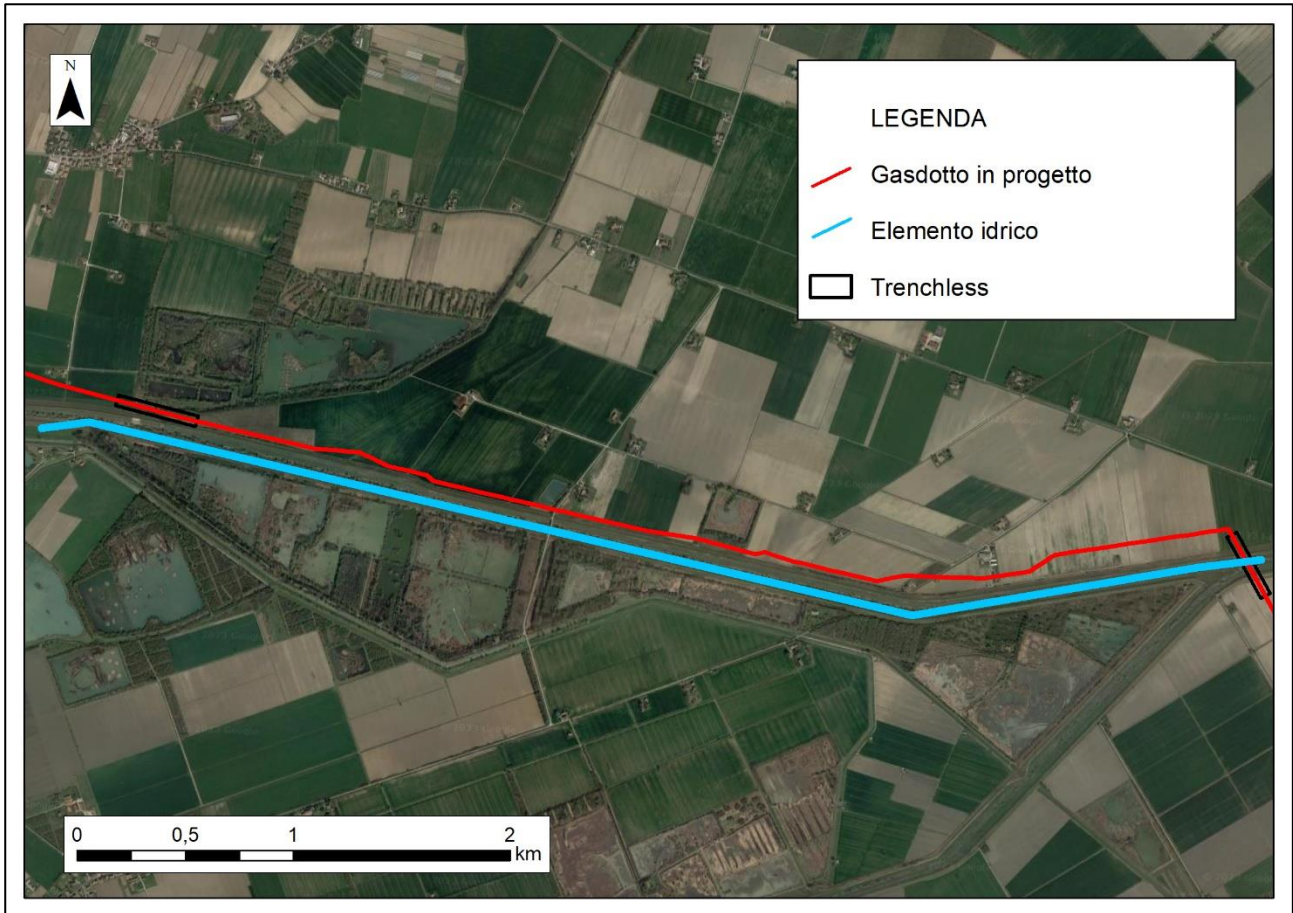 N
LEGENDA
Gasdotto in progetto
Elemento idrico
Trenchless
0 0,5 1 2
km